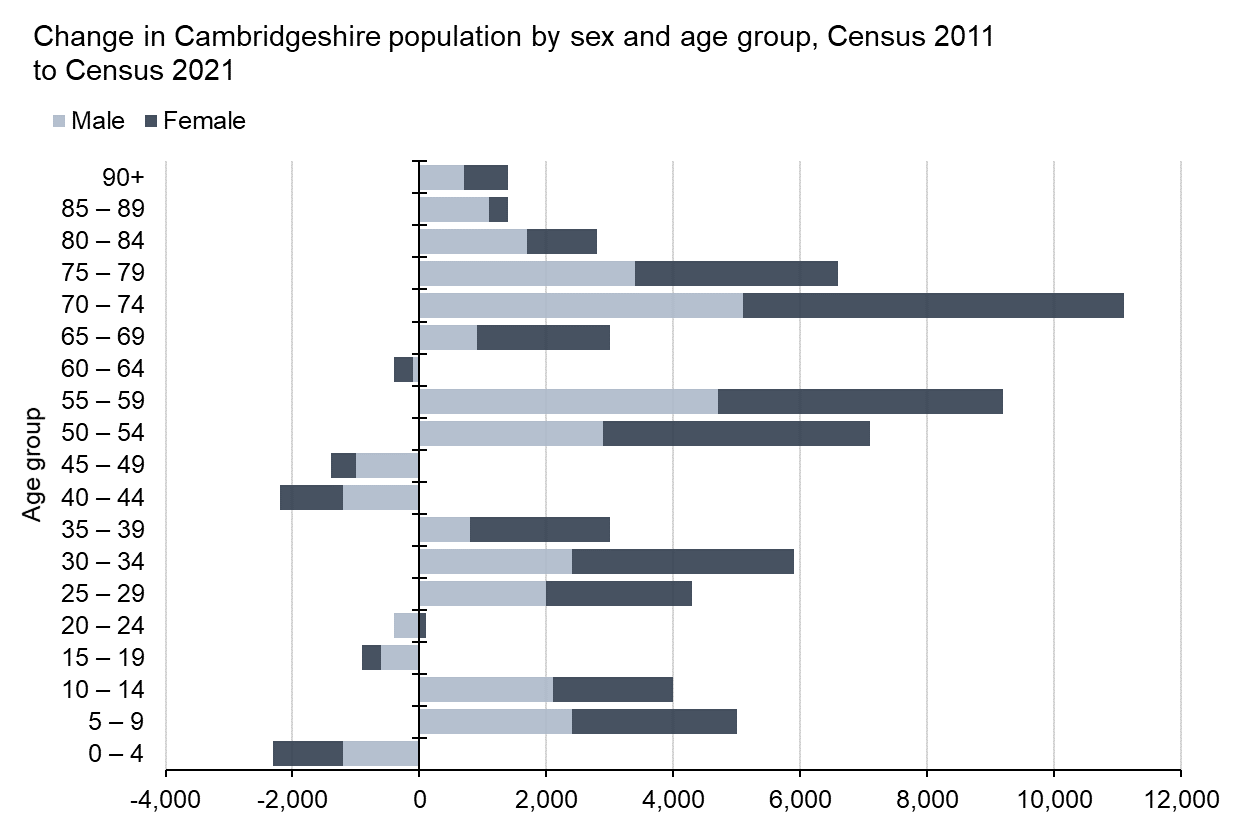 Change in Cambridgeshire population by sex and age group, Census 2011
to Census 2021
Male Female
90+
85 – 89
80 – 84
75 – 79
70 – 74
65 – 69
60 – 64
55 – 59
50 – 54
45 – 49
40 – 44
35 – 39
30 – 34
25 – 29
20 – 24
15 – 19
10 – 14
5 – 9
0 – 4
Age group
-4,000 -2,000 0 2,000 4,000 6,000 8,000 10,000 12,000